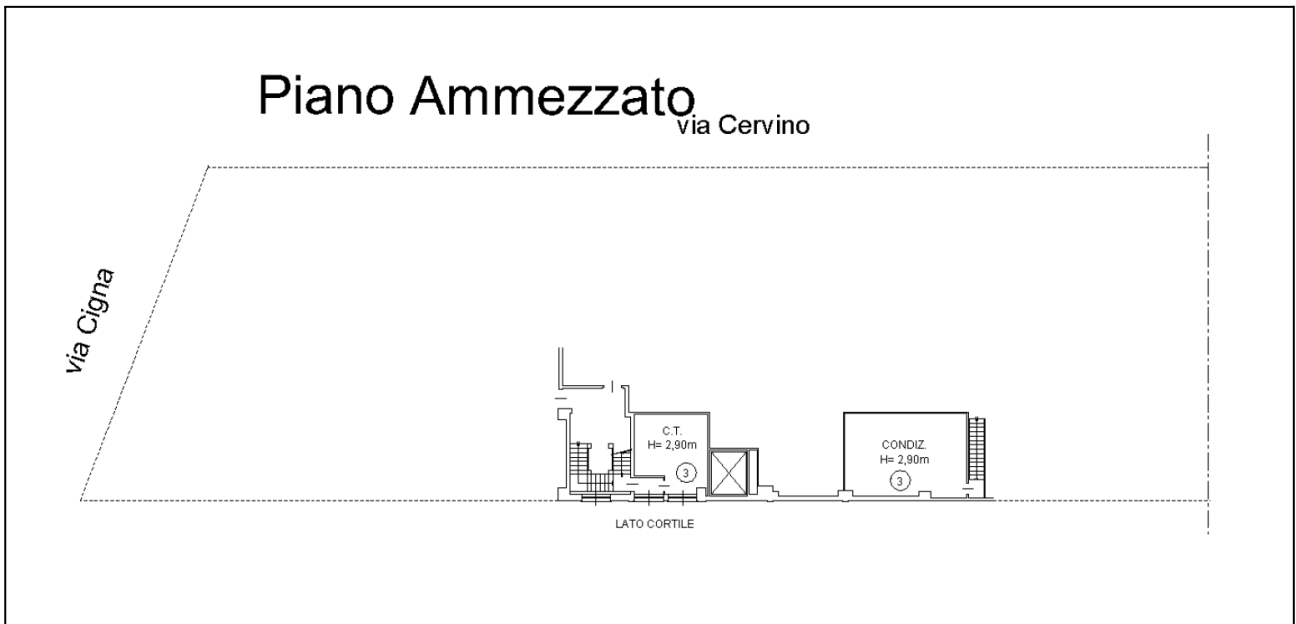 Piano Ammezzato
via Cervino
via Cigna
C.T.
H= 2,90m
3
CONDIZ.
H= 2,90m
3
LATO CORTILE